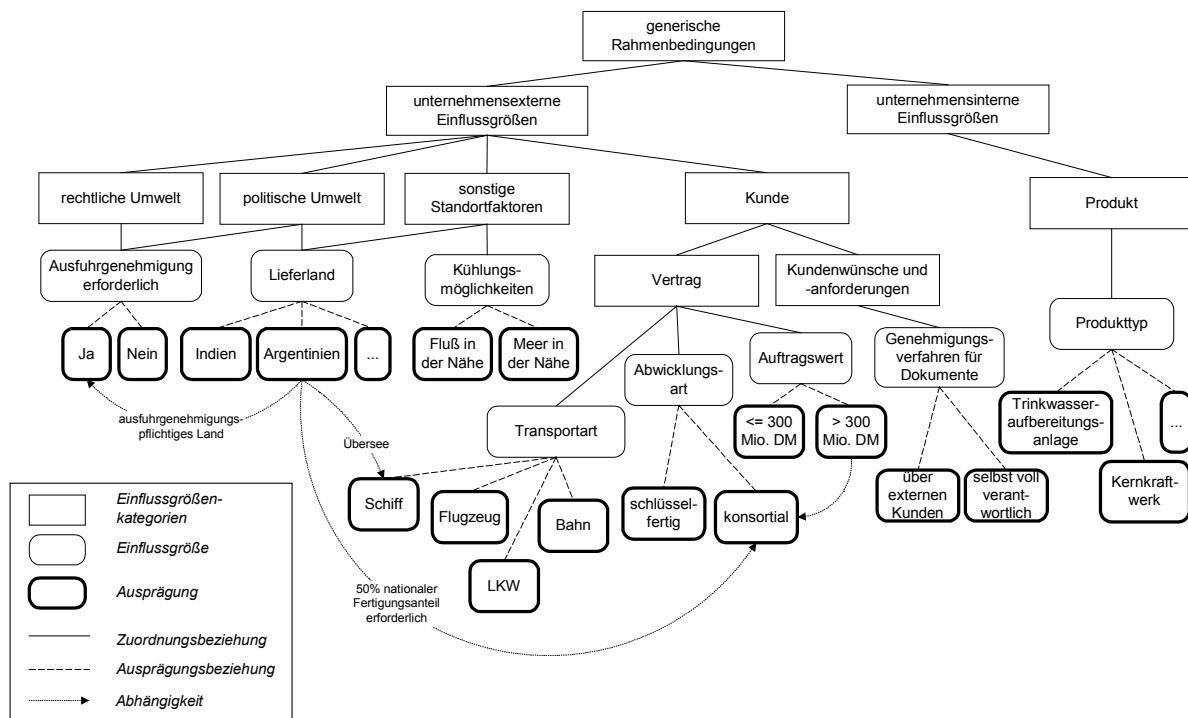 generische
Rahmenbedingungen
unternehmensexterne
Einflussgrößen
unternehmensinterne
Einflussgrößen
rechtliche Umwelt
politische Umwelt
sonstige
Standortfaktoren
Kunde
Produkt
Ausfuhrgenehmigung
erforderlich
Lieferland
Kühlungs-
möglichkeiten
Vertrag
Kundenwünsche und
-anforderungen
Produkttyp
Ja
Nein
Indien
Argentinien
...
Fluß in
der Nähe
Meer in
der Nähe
Abwicklungs-
art
Auftragswert
Genehmigungs-
verfahren für
Dokumente
Trinkwasser-
aufbereitungs-
anlage
...
ausfuhrgenehmigungs-
pflichtiges Land
Übersee
Transportart
<= 300
Mio. DM
> 300
Mio. DM
Schiff
Flugzeug
Bahn
LKW
schlüssel-
fertig
konsortial
über
externen
Kunden
selbst voll
verant-
wortlich
Kernkraft-
werk
50% nationaler
Fertigungsanteil
erforderlich
Einflussgrößen-
kategorien
Einflussgröße
Ausprägung
Zuordnungsbeziehung
Ausprägungsbeziehung
Abhängigkeit